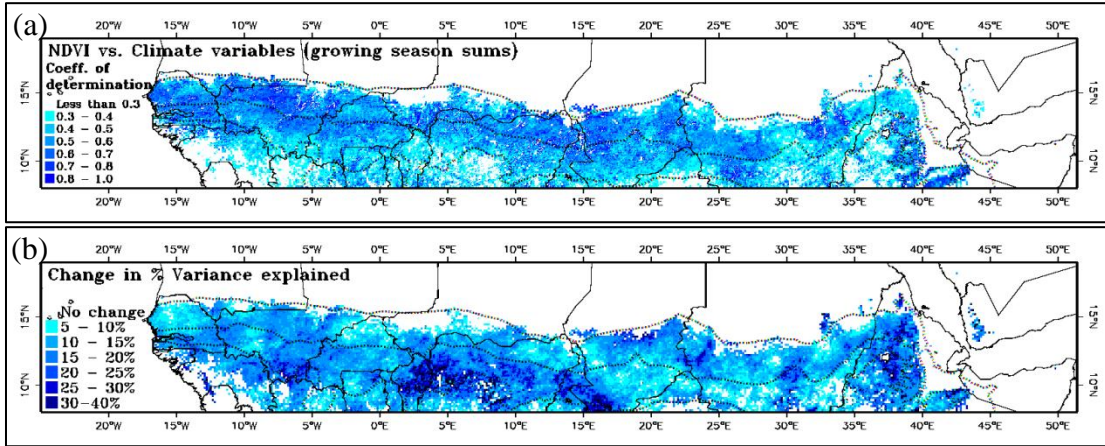 (a)
20°W 15°W 10°W 5°W 0°E 5°E 10°E 15°E 20°E 25°E 30°E 35°E 40°E 45°E 50°E
NDVI vs. Climate variables (growing season sums)
Coeff. of
determination
Less than 0.3
0.3 - 0.4
0.4 - 0.5
0.5 - 0.6
0.6 - 0.7
0.7 - 0.8
0.8 - 1.0
15°N
10°N
15°N
10°N
20°W 15°W 10°W 5°W 0°E 5°E 10°E 15°E 20°E 25°E 30°E 35°E 40°E 45°E 50°E
(b)
20°W 15°W 10°W 5°W 0°E 5°E 10°E 15°E 20°E 25°E 30°E 35°E 40°E 45°E 50°E
Change in % Variance explained
No change
5 - 10%
10 - 15%
15 - 20%
20 - 25%
25 - 30%
30-40%
15°N
10°N
15°N
10°N
20°W 15°W 10°W 5°W 0°E 5°E 10°E 15°E 20°E 25°E 30°E 35°E 40°E 45°E 50°E